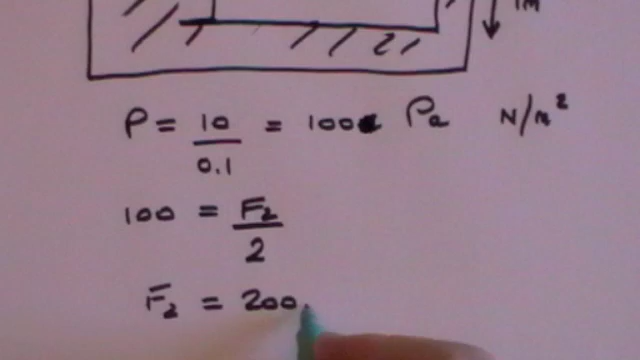 1M
P = 10 / 0.1 = 100 Pa N/m²
100 = F₂ / 2
F₂ = 200